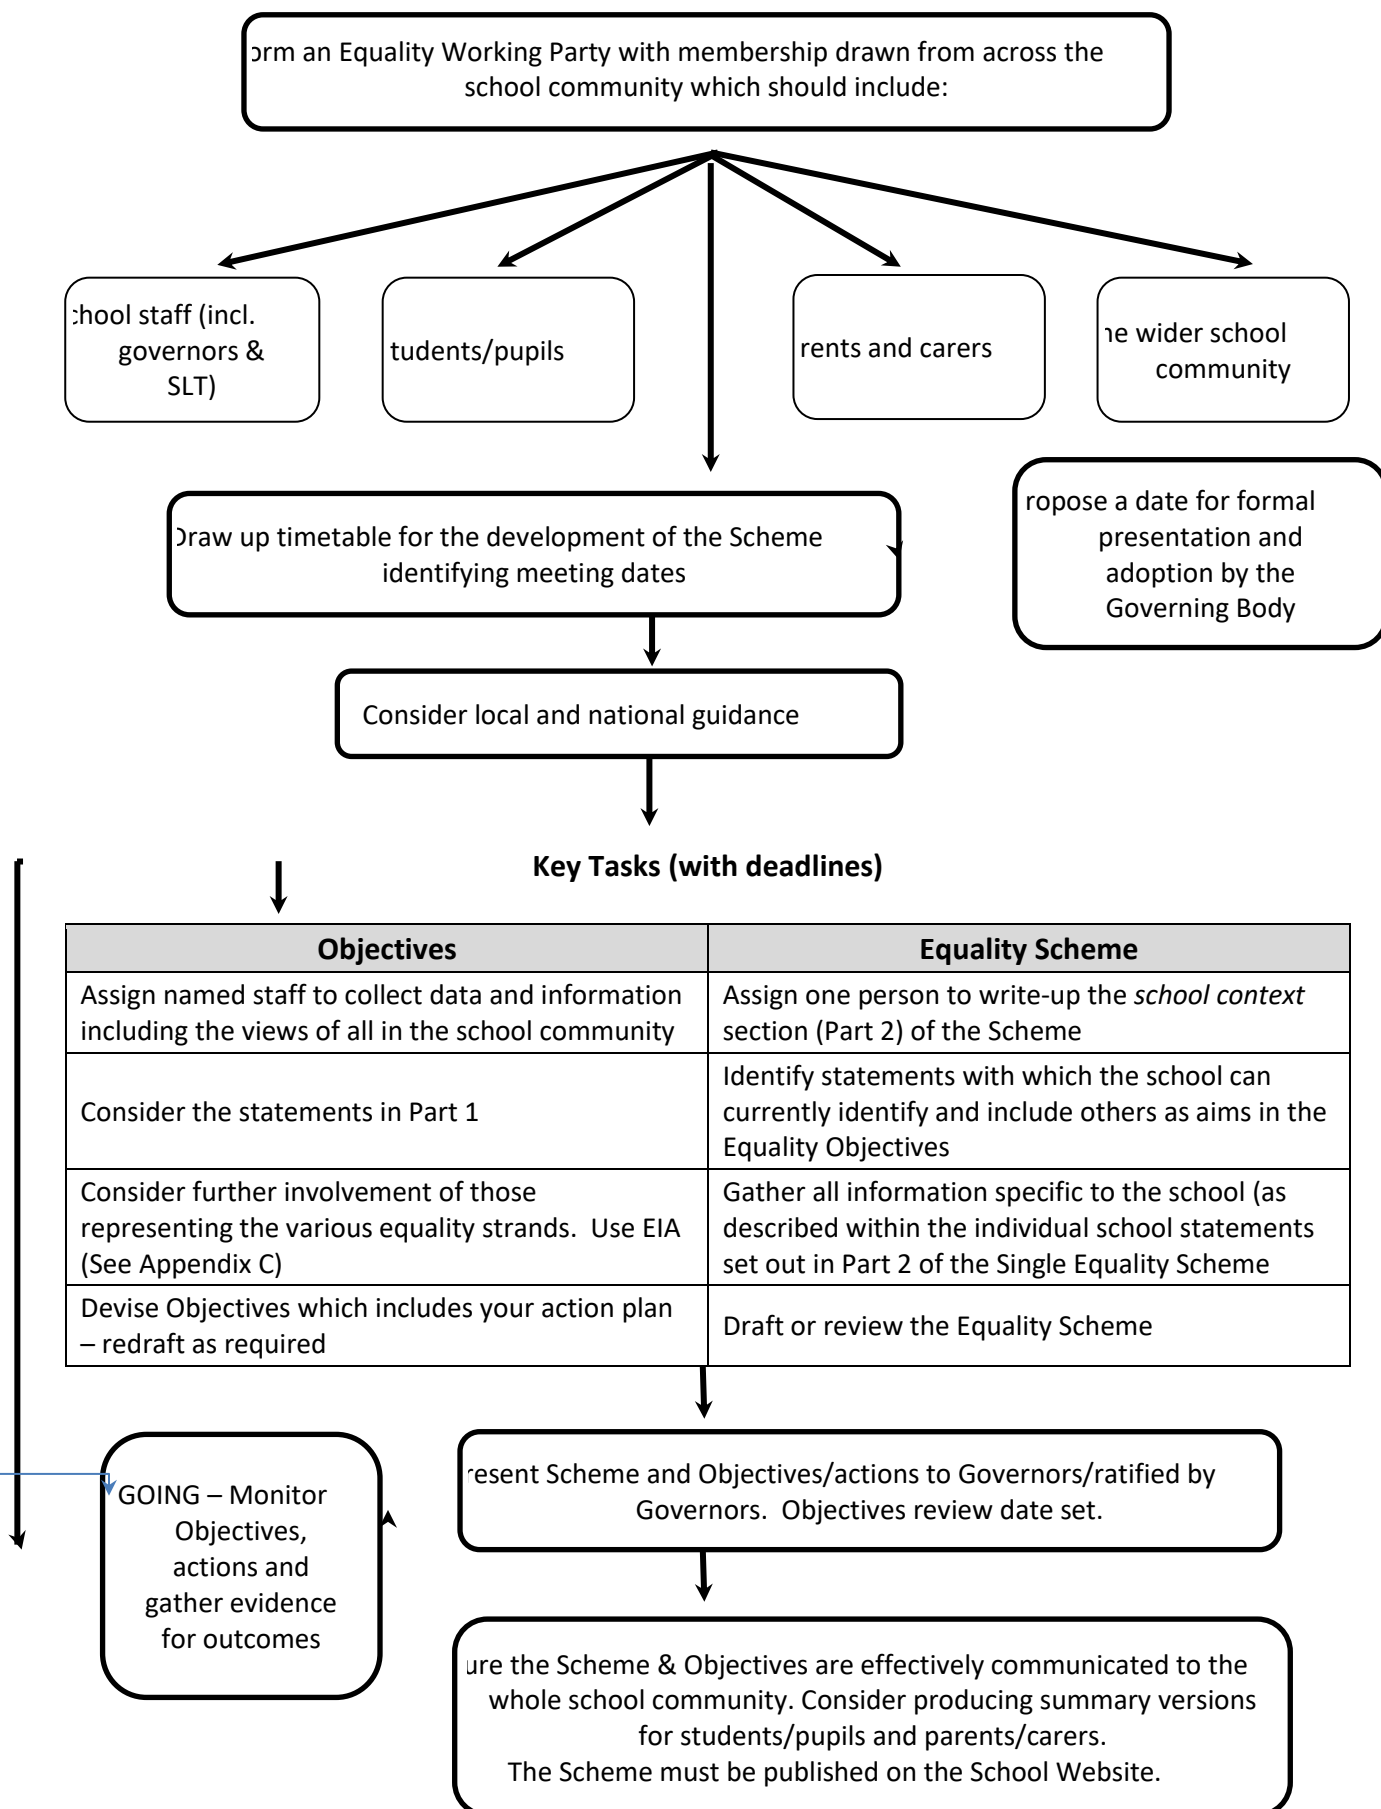 orm an Equality Working Party with membership drawn from across the
school community which should include:
chool staff (incl.
governors &
SLT)
tudents/pupils
rents and carers
he wider school
community
ropose a date for formal
presentation and
adoption by the
Governing Body
Draw up timetable for the development of the Scheme
identifying meeting dates
Consider local and national guidance
Key Tasks (with deadlines)
Objectives
Equality Scheme
Assign named staff to collect data and information
including the views of all in the school community
Assign one person to write-up the school context
section (Part 2) of the Scheme
Consider the statements in Part 1
Identify statements with which the school can
currently identify and include others as aims in the
Equality Objectives
Consider further involvement of those
representing the various equality strands.  Use EIA
(See Appendix C)
Gather all information specific to the school (as
described within the individual school statements
set out in Part 2 of the Single Equality Scheme
Devise Objectives which includes your action plan
– redraft as required
Draft or review the Equality Scheme
GOING – Monitor
Objectives,
actions and
gather evidence
for outcomes
resent Scheme and Objectives/actions to Governors/ratified by
Governors.  Objectives review date set.
ure the Scheme & Objectives are effectively communicated to the
whole school community. Consider producing summary versions
for students/pupils and parents/carers.
The Scheme must be published on the School Website.